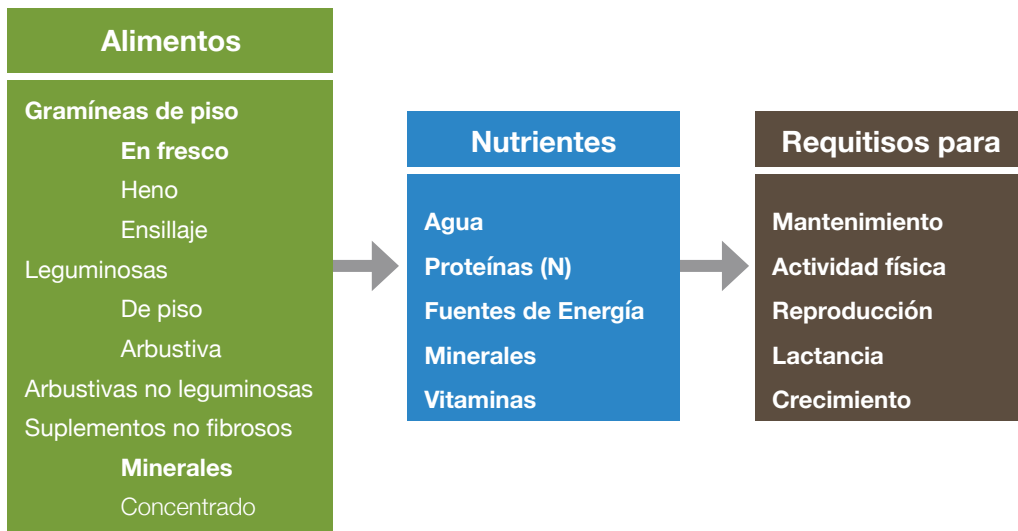 Alimentos
Gramíneas de piso
En fresco
Heno
Ensillaje
Leguminosas
De piso
Arbustiva
Arbustivas no leguminosas
Suplementos no fibrosos
Minerales
Concentrado
Nutrientes
Agua
Proteínas (N)
Fuentes de Energía
Minerales
Vitaminas
Requitisos para
Mantenimiento
Actividad física
Reproducción
Lactancia
Crecimiento